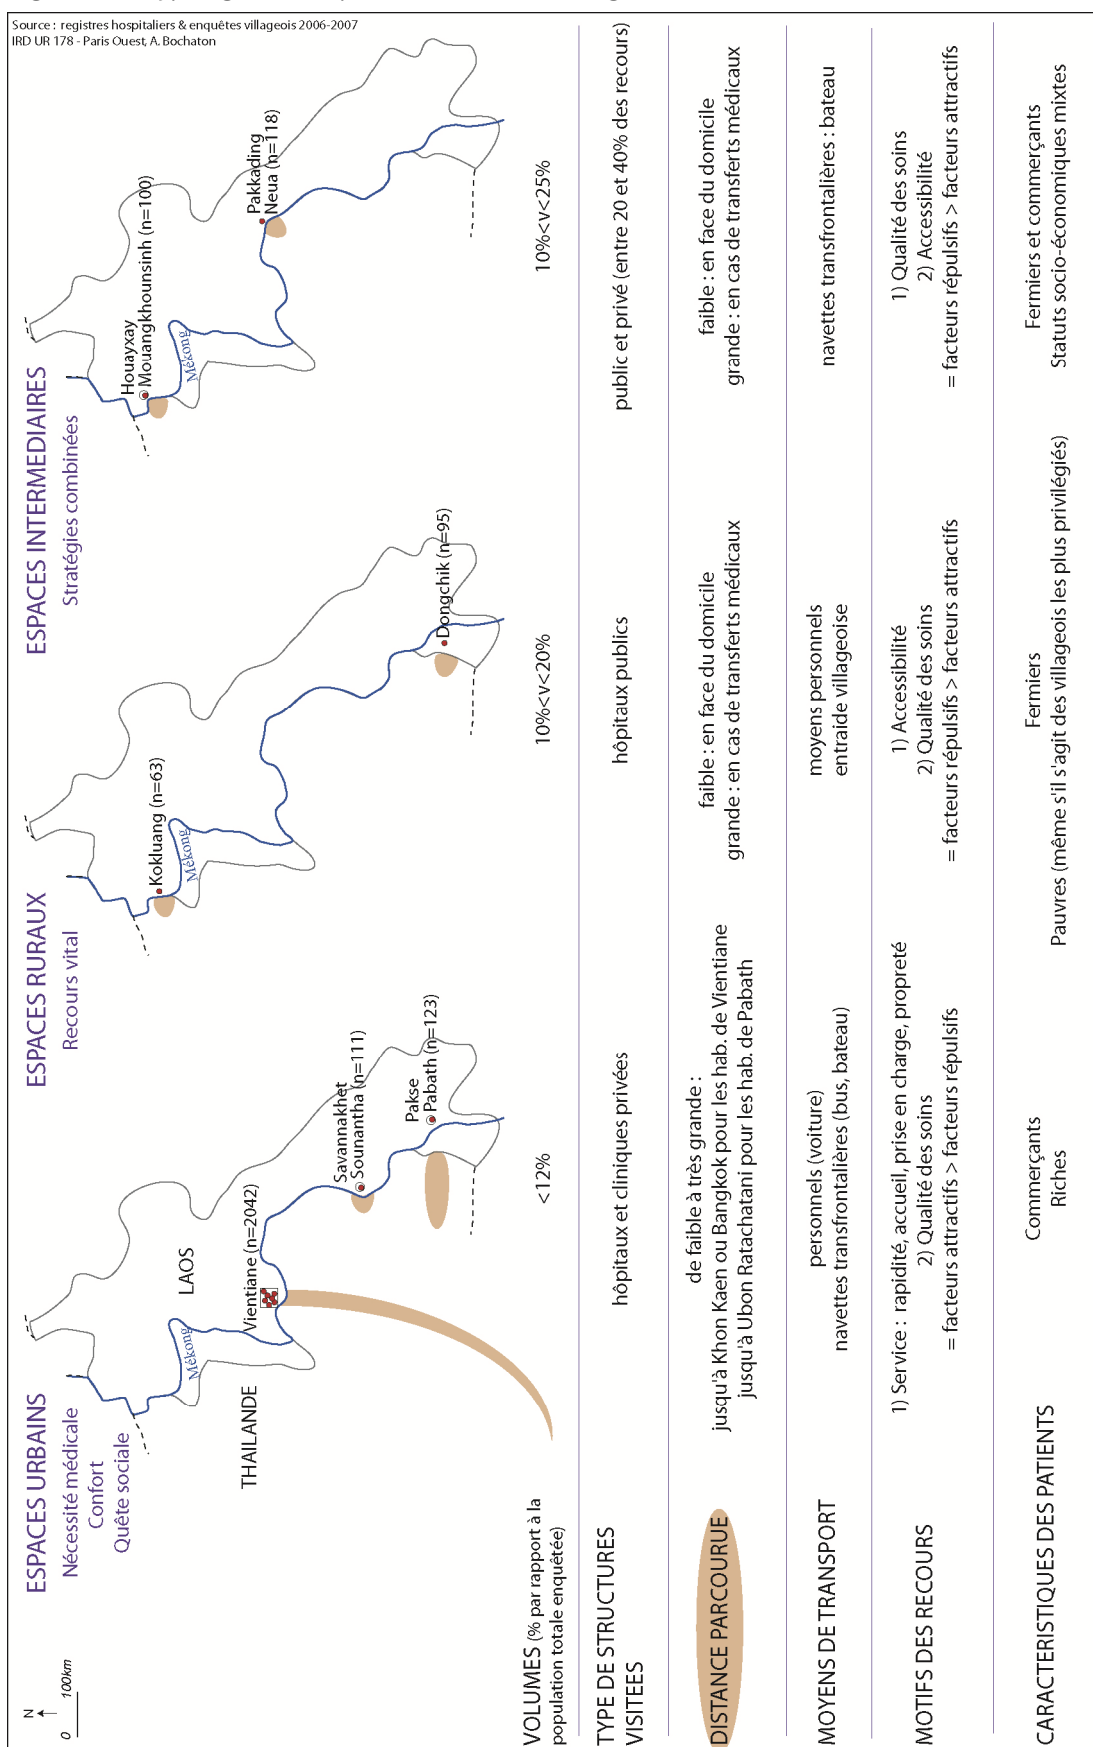 Source : registres hospitaliers & enquêtes villageois 2006-2007
IRD UR 178 - Paris Ouest, A. Bochaton
N
0 100km
ESPACES URBAINS
Nécessité médicale
Confort
Quête sociale
THAILANDE
LAOS
Mékong
Vientiane (n=2042)
Savannakhet
Sounantha (n=111)
Pakse
Pabath (n=123)
ESPACES RURAUX
Recours vital
Mékong
Kokluang (n=63)
Dongchik (n=95)
ESPACES INTERMEDIAIRES
Stratégies combinées
Houayxay
Mouangkhounsinh (n=100)
Mékong
Pakkading
Neua (n=118)
VOLUMES (% par rapport à la
population totale enquêtée)
<12%
10%<v<20%
10%<v<25%
TYPE DE STRUCTURES
VISITEES
hôpitaux et cliniques privées
hôpitaux publics
public et privé (entre 20 et 40% des recours)
DISTANCE PARCOURUE
de faible à très grande :
jusqu'à Khon Kaen ou Bangkok pour les hab. de Vientiane
jusqu'à Ubon Ratachatani pour les hab. de Pabath
faible : en face du domicile
grande : en cas de transferts médicaux
faible : en face du domicile
grande : en cas de transferts médicaux
MOYENS DE TRANSPORT
personnels (voiture)
navettes transfrontalières (bus, bateau)
moyens personnels
entraide villageoise
navettes transfrontalières : bateau
MOTIFS DES RECOURS
1) Service : rapidité, accueil, prise en charge, propreté
2) Qualité des soins
= facteurs attractifs > facteurs répulsifs
1) Accessibilité
2) Qualité des soins
= facteurs répulsifs > facteurs attractifs
1) Qualité des soins
2) Accessibilité
= facteurs répulsifs > facteurs attractifs
CARACTERISTIQUES DES PATIENTS
Commerçants
Riches
Fermiers
Pauvres (même s'il s'agit des villageois les plus privilégiés)
Fermiers et commerçants
Statuts socio-économiques mixtes